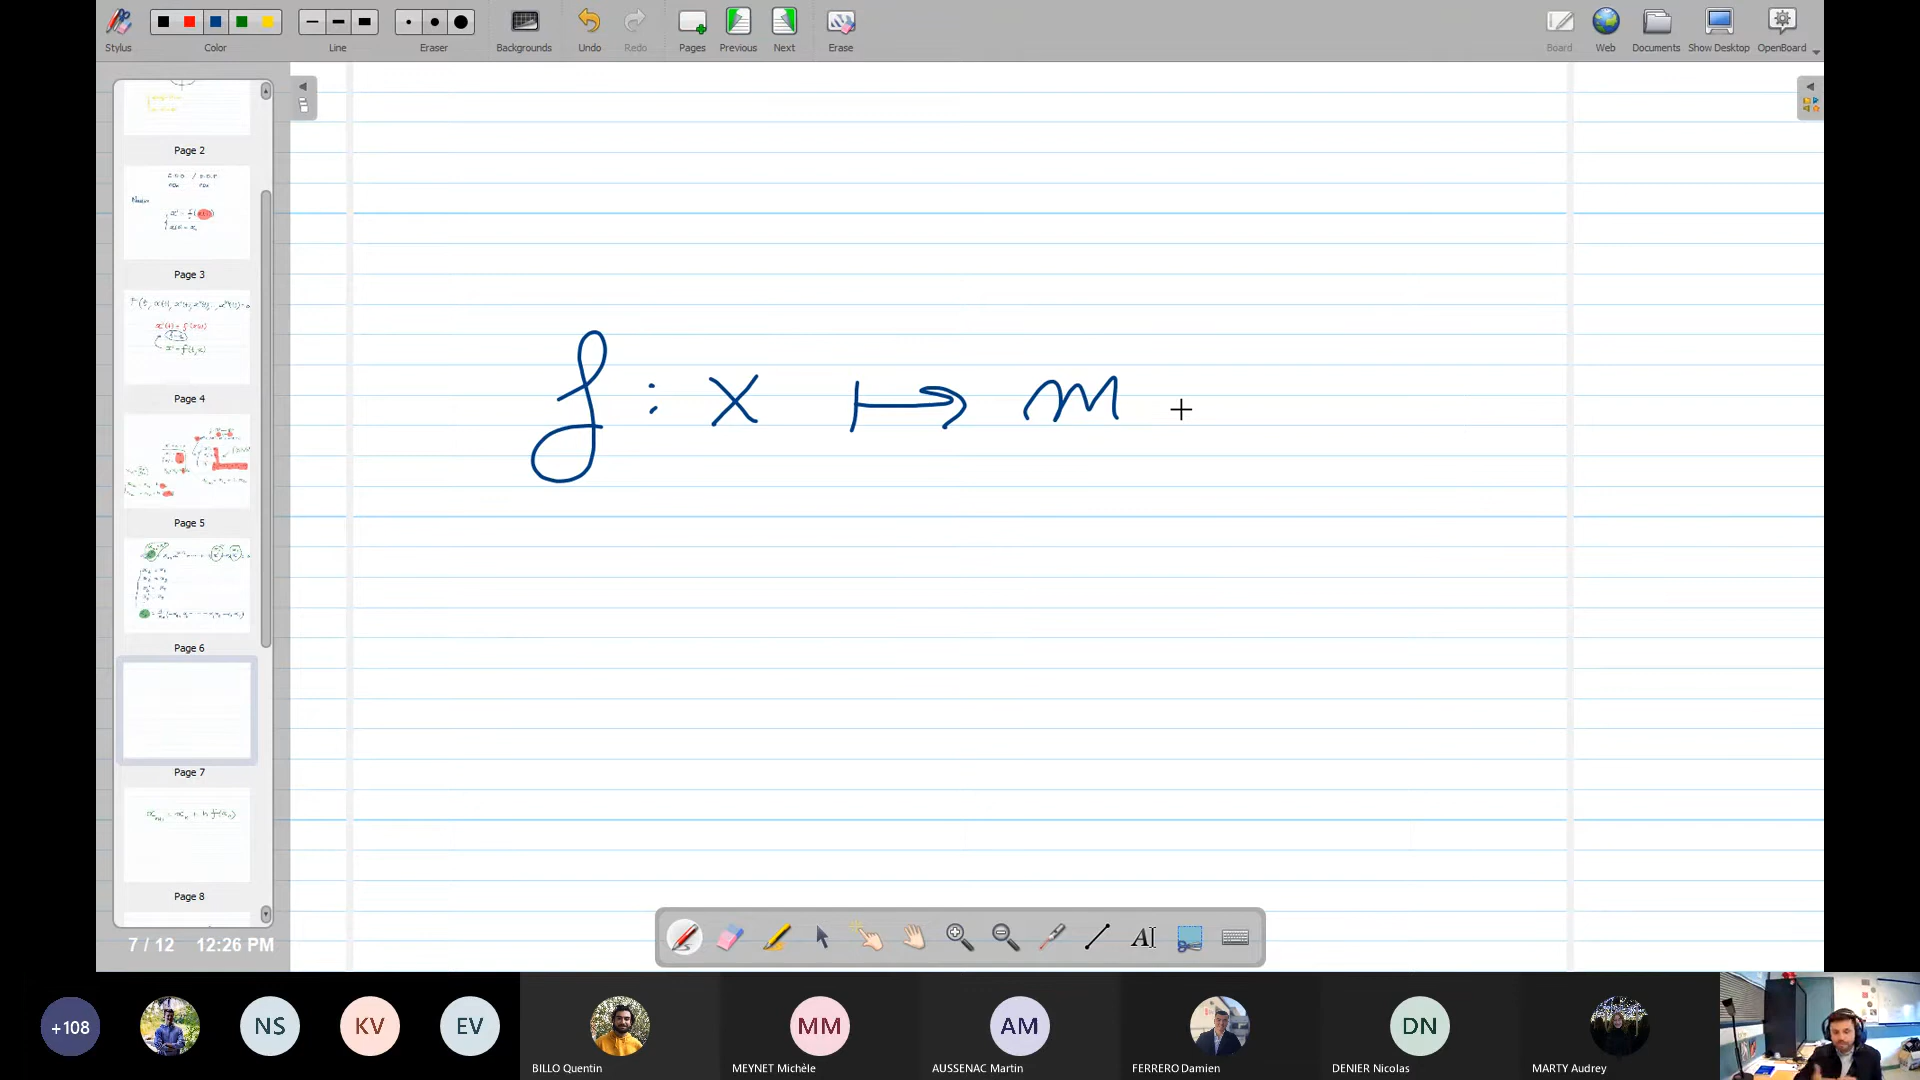 Stylus
Color
Line
Eraser
Backgrounds
Undo
Redo
Pages
Previous
Next
Erase
Board
Web
Documents
Show Desktop
OpenBoard
Page 2
Page 3
Page 4
Page 5
Page 6
Page 7
Page 8
7 / 12 12:26 PM
f : x ↦ m
+108
NS
KV
EV
BILLO Quentin
MM
MEYNET Michèle
AM
AUSSENAC Martin
FERRERO Damien
DN
DENIER Nicolas
MARTY Audrey